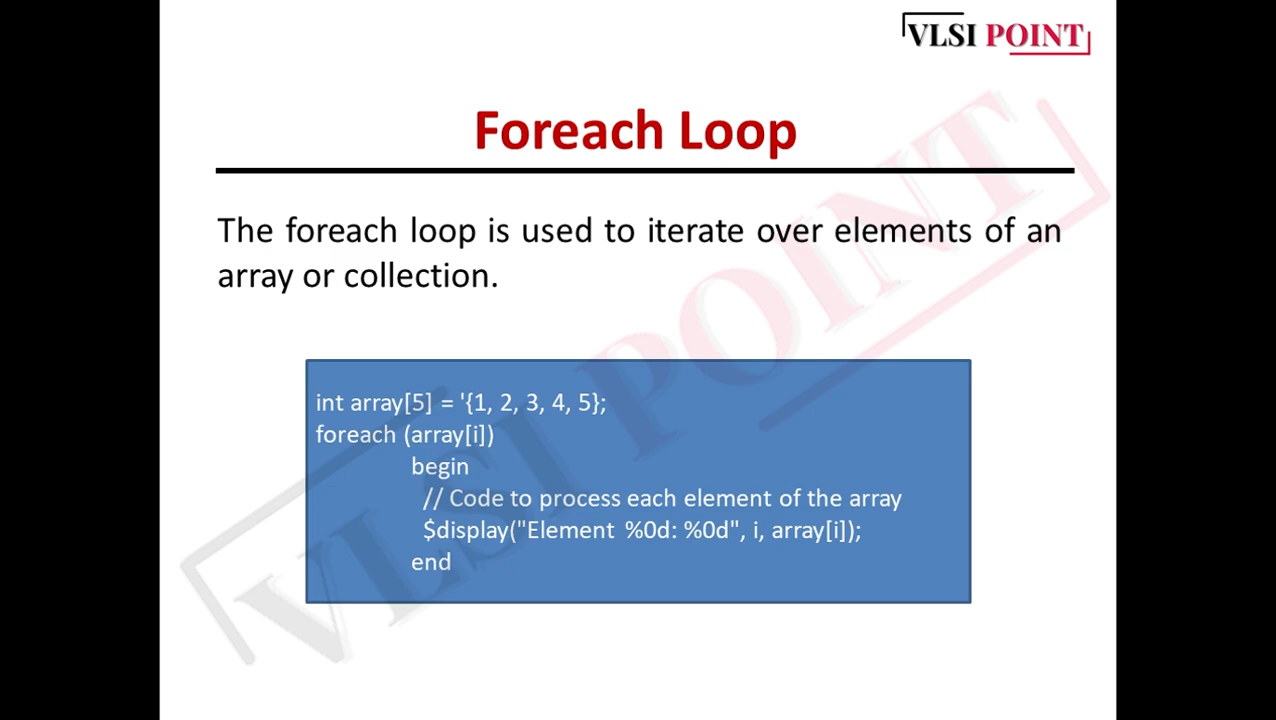 VLSI POINT
Foreach Loop
The foreach loop is used to iterate over elements of an
array or collection.
int array[5] = '{1, 2, 3, 4, 5};
foreach (array[i])
begin
// Code to process each element of the array
$display("Element %0d: %0d", i, array[i]);
end
VLSI POINT